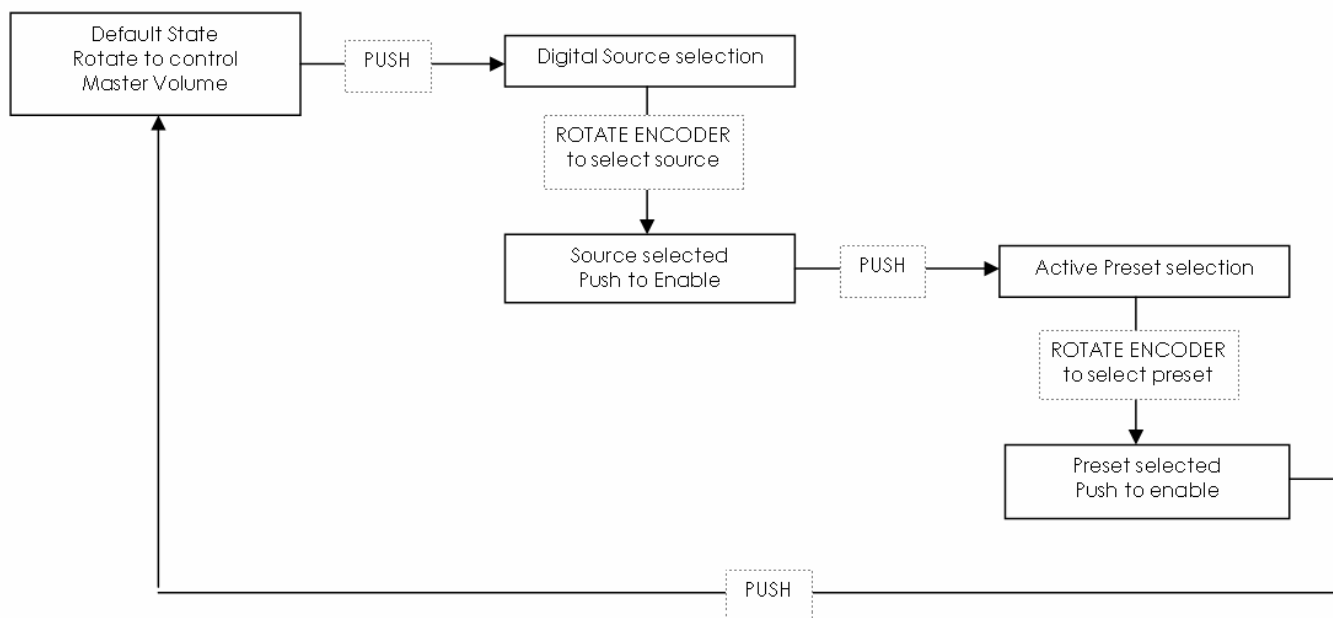 Default State
Rotate to control
Master Volume
PUSH
Digital Source selection
ROTATE ENCODER
to select source
Source selected
Push to Enable
PUSH
Active Preset selection
ROTATE ENCODER
to select preset
Preset selected
Push to enable
PUSH